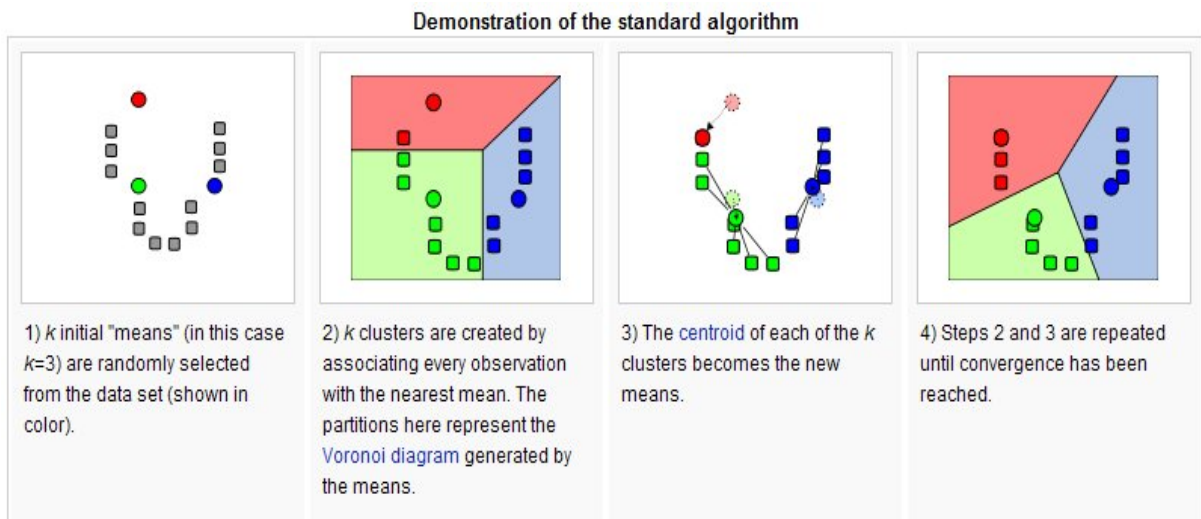 Demonstration of the standard algorithm
1) k initial "means" (in this case
k=3) are randomly selected
from the data set (shown in
color).
2) k clusters are created by
associating every observation
with the nearest mean. The
partitions here represent the
Voronoi diagram generated by
the means.
3) The centroid of each of the k
clusters becomes the new
means.
4) Steps 2 and 3 are repeated
until convergence has been
reached.